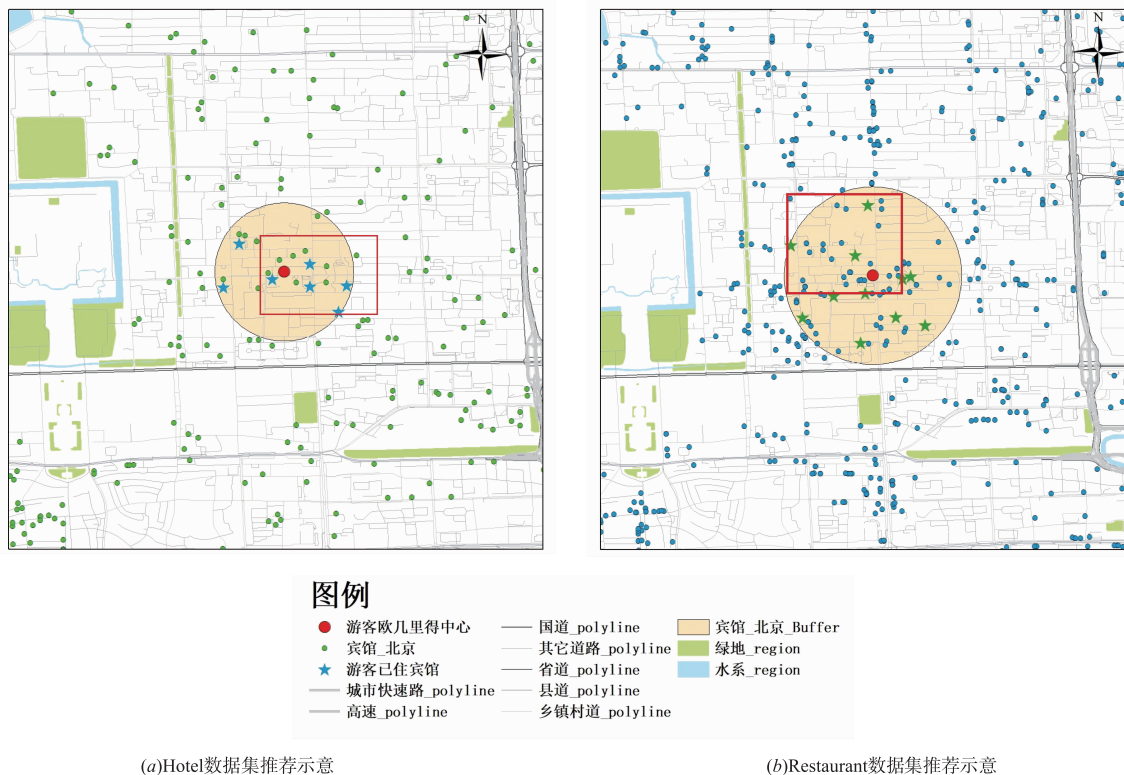 N
N
图例
游客欧几里得中心
宾馆_北京
游客已住宾馆
城市快速路_polyline
高速_polyline
国道_polyline
其它道路_polyline
省道_polyline
县道_polyline
乡镇村道_polyline
宾馆_北京_Buffer
绿地_region
水系_region
(a)Hotel数据集推荐示意
(b)Restaurant数据集推荐示意